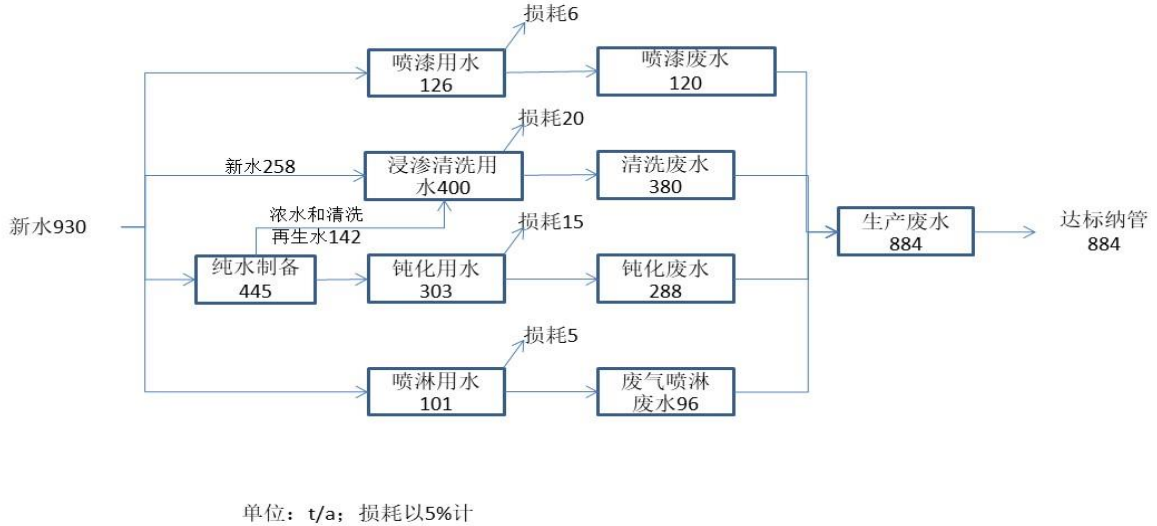 损耗6
喷漆用水
126
喷漆废水
120
损耗20
新水258
浸渗清洗用
水400
清洗废水
380
浓水和清洗
再生水142
损耗15
新水930
生产废水
884
达标纳管
884
纯水制备
445
钝化用水
303
钝化废水
288
损耗5
喷淋用水
101
废气喷淋
废水96
单位：t/a；损耗以5%计